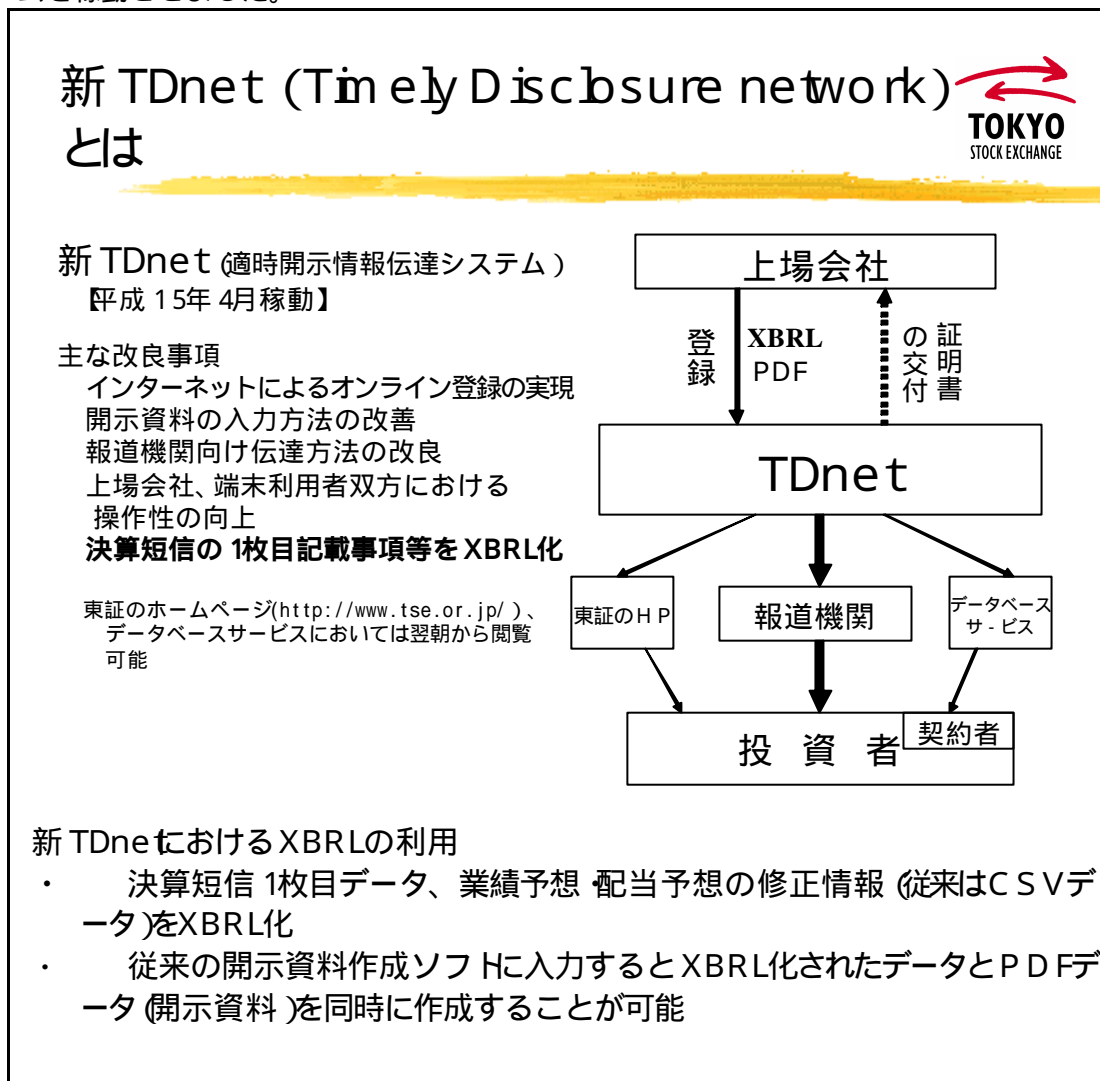 新 TDnet (Timely Disclosure network)
とは
TOKYO
STOCK EXCHANGE
新 TDnet (適時開示情報伝達システム)
【平成 15年 4月稼動】
主な改良事項
インターネットによるオンライン登録の実現
開示資料の入力方法の改善
報道機関向け伝達方法の改良
上場会社、端末利用者双方における
操作性の向上
決算短信の 1枚目記載事項等を XBRL化
東証のホームページ(http://www.tse.or.jp/)、
データベースサービスにおいては翌朝から閲覧
可能
上場会社
登録
XBRL
PDF
証明書
の交付
TDnet
東証のHP
報道機関
データベース
サ-ビス
投 資 者
契約者
新 TDnetにおけるXBRLの利用
・ 決算短信 1枚目データ、業績予想・配当予想の修正情報 (従来はCSVデ
ータ)をXBRL化
・ 従来の開示資料作成ソフトに入力するとXBRL化されたデータとPDFデ
ータ (開示資料)を同時に作成することが可能